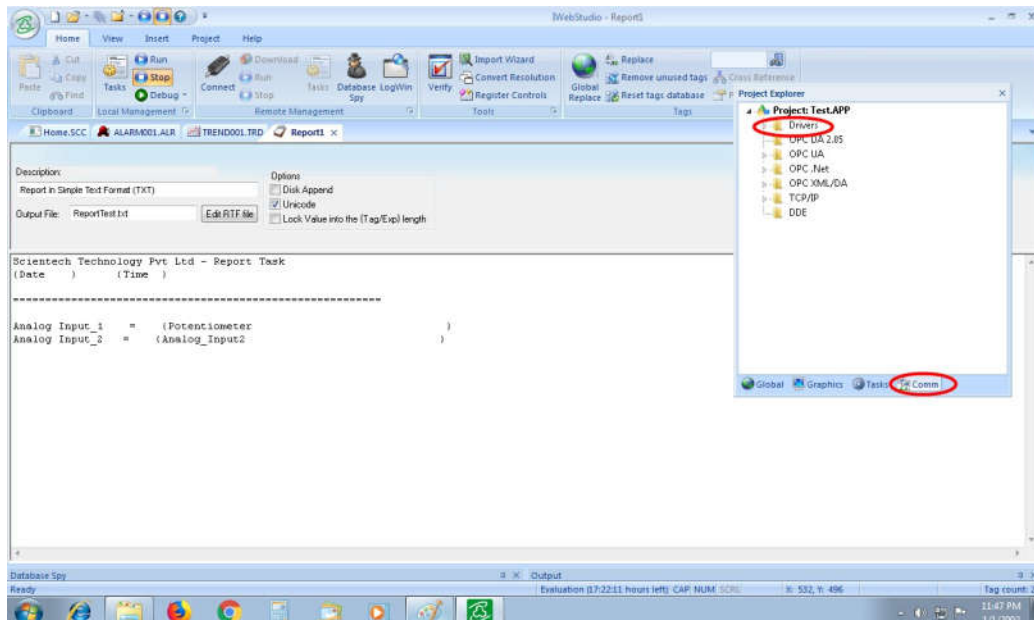 IWebStudio - Report1
Home View Insert Project Help
Paste
Cut
Copy
Find
Clipboard
Tasks
Run
Stop
Debug
Local Management
Connect
Download
Run
Stop
Tasks
Database Spy
LogWin
Remote Management
Verify
Import Wizard
Convert Resolution
Register Controls
Tools
Global Replace
Replace
Remove unused tags
Reset tags database
Cross Reference
Tags
Home.SCC ALARM001.ALR TREND001.TRD Report1
Description:
Report in Simple Text Format (TXT)
Output File: ReportTest.txt Edit RTF file
Options
Disk Append
Unicode
Lock Value into the (Tag/Exp) length
Scientech Technology Pvt Ltd - Report Task
(Date ) (Time )
==========================================================
Analog Input_1 = (Potentiometer )
Analog Input_2 = (Analog_Input2 )
Project Explorer
Project: Test.APP
Drivers
OPC DA 2.05
OPC UA
OPC .Net
OPC XML/DA
TCP/IP
DDE
Global Graphics Tasks Comm
Database Spy
Output
Ready
Evaluation (17:22:11 hours left) CAP NUM SCRL X: 532, Y: 496 Tag count: 2
11:47 PM